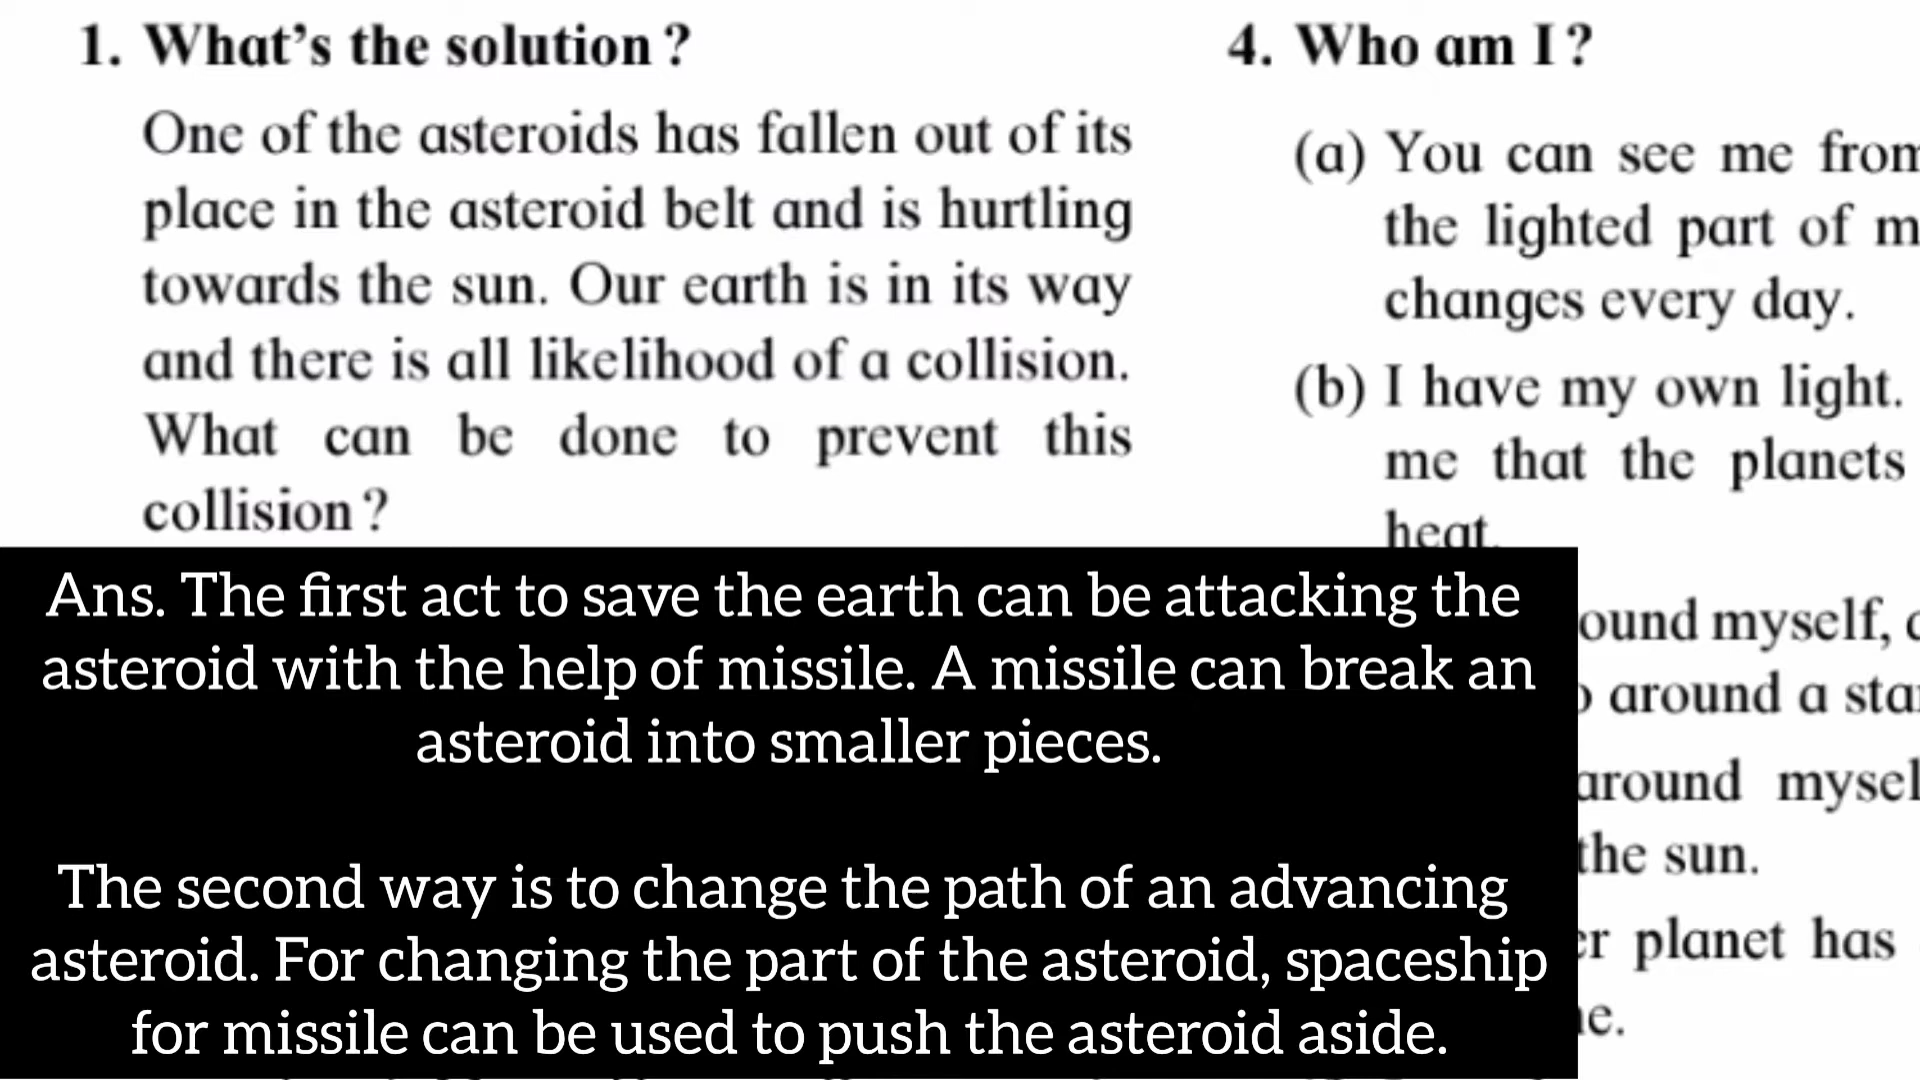 1. What's the solution ?
One of the asteroids has fallen out of its
place in the asteroid belt and is hurtling
towards the sun. Our earth is in its way
and there is all likelihood of a collision.
What can be done to prevent this
collision ?
4. Who am I ?
(a) You can see me from
the lighted part of m
changes every day.
(b) I have my own light.
me that the planets
heat.
ound myself,
around a
around
the sun.
planet has
Ans. The first act to save the earth can be attacking the
asteroid with the help of missile. A missile can break an
asteroid into smaller pieces.
The second way is to change the path of an advancing
asteroid. For changing the part of the asteroid, spaceship
for missile can be used to push the asteroid aside.